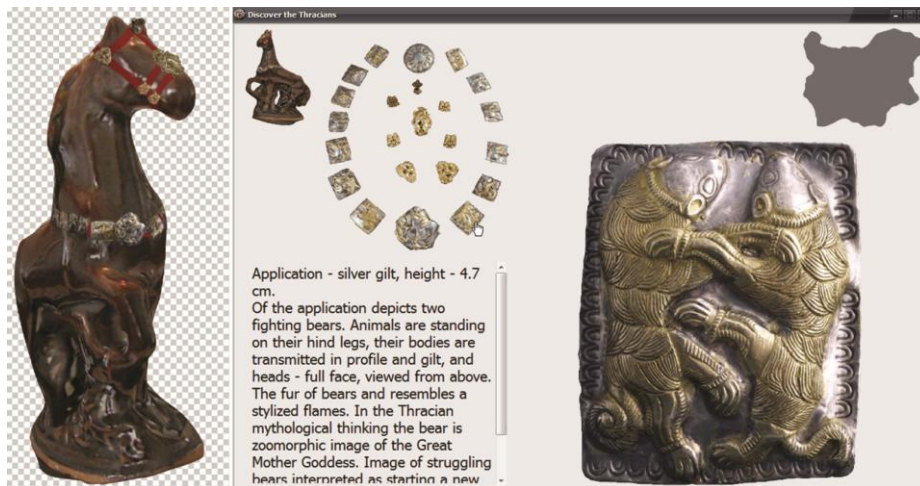 Discover the Thracians
Application - silver gilt, height - 4.7
cm.
Of the application depicts two
fighting bears. Animals are standing
on their hind legs, their bodies are
transmitted in profile and gilt, and
heads - full face, viewed from above.
The fur of bears and resembles a
stylized flames. In the Thracian
mythological thinking the bear is
zoomorphic image of the Great
Mother Goddess. Image of struggling
bears interpreted as starting a new